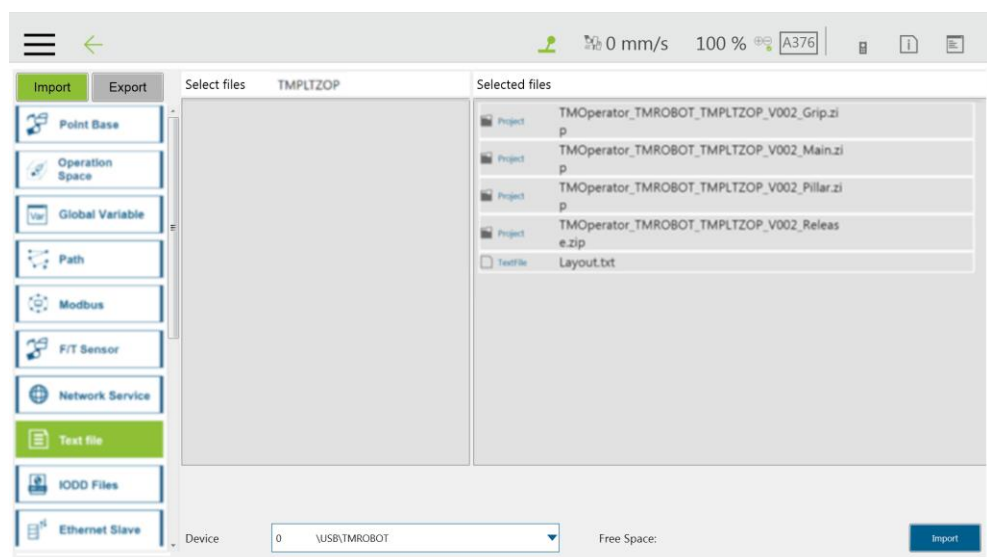 0 mm/s 100 % A376
Import Export Select files TMPLTZOP Selected files
Point Base
Operation
Space
Global Variable
Var
Path
Modbus
F/T Sensor
Network Service
Text file
IODD Files
Ethernet Slave
Project TMOperator_TMROBOT_TMPLTZOP_V002_Grip.zi
p
Project TMOperator_TMROBOT_TMPLTZOP_V002_Main.zi
p
Project TMOperator_TMROBOT_TMPLTZOP_V002_Pillar.zi
p
Project TMOperator_TMROBOT_TMPLTZOP_V002_Releas
e.zip
TextFile Layout.txt
Device 0 \USB\TMROBOT Free Space: Import